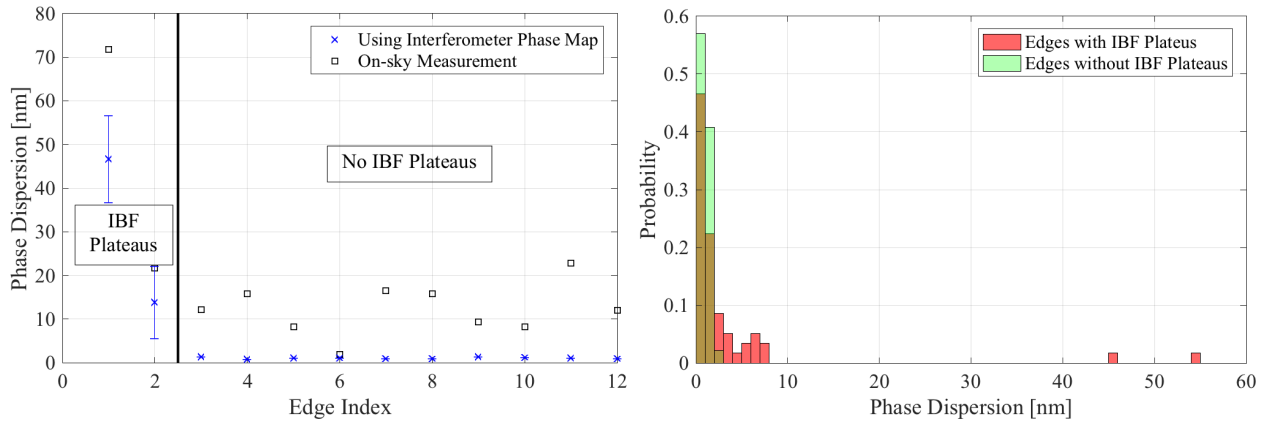 80
70
60
50
40
30
20
10
0
Phase Dispersion [nm]
Using Interferometer Phase Map
On-sky Measurement
No IBF Plateaus
IBF
Plateaus
0 2 4 6 8 10 12
Edge Index
0.6
0.5
0.4
0.3
0.2
0.1
0
Probability
Edges with IBF Plateus
Edges without IBF Plateaus
0 10 20 30 40 50 60
Phase Dispersion [nm]